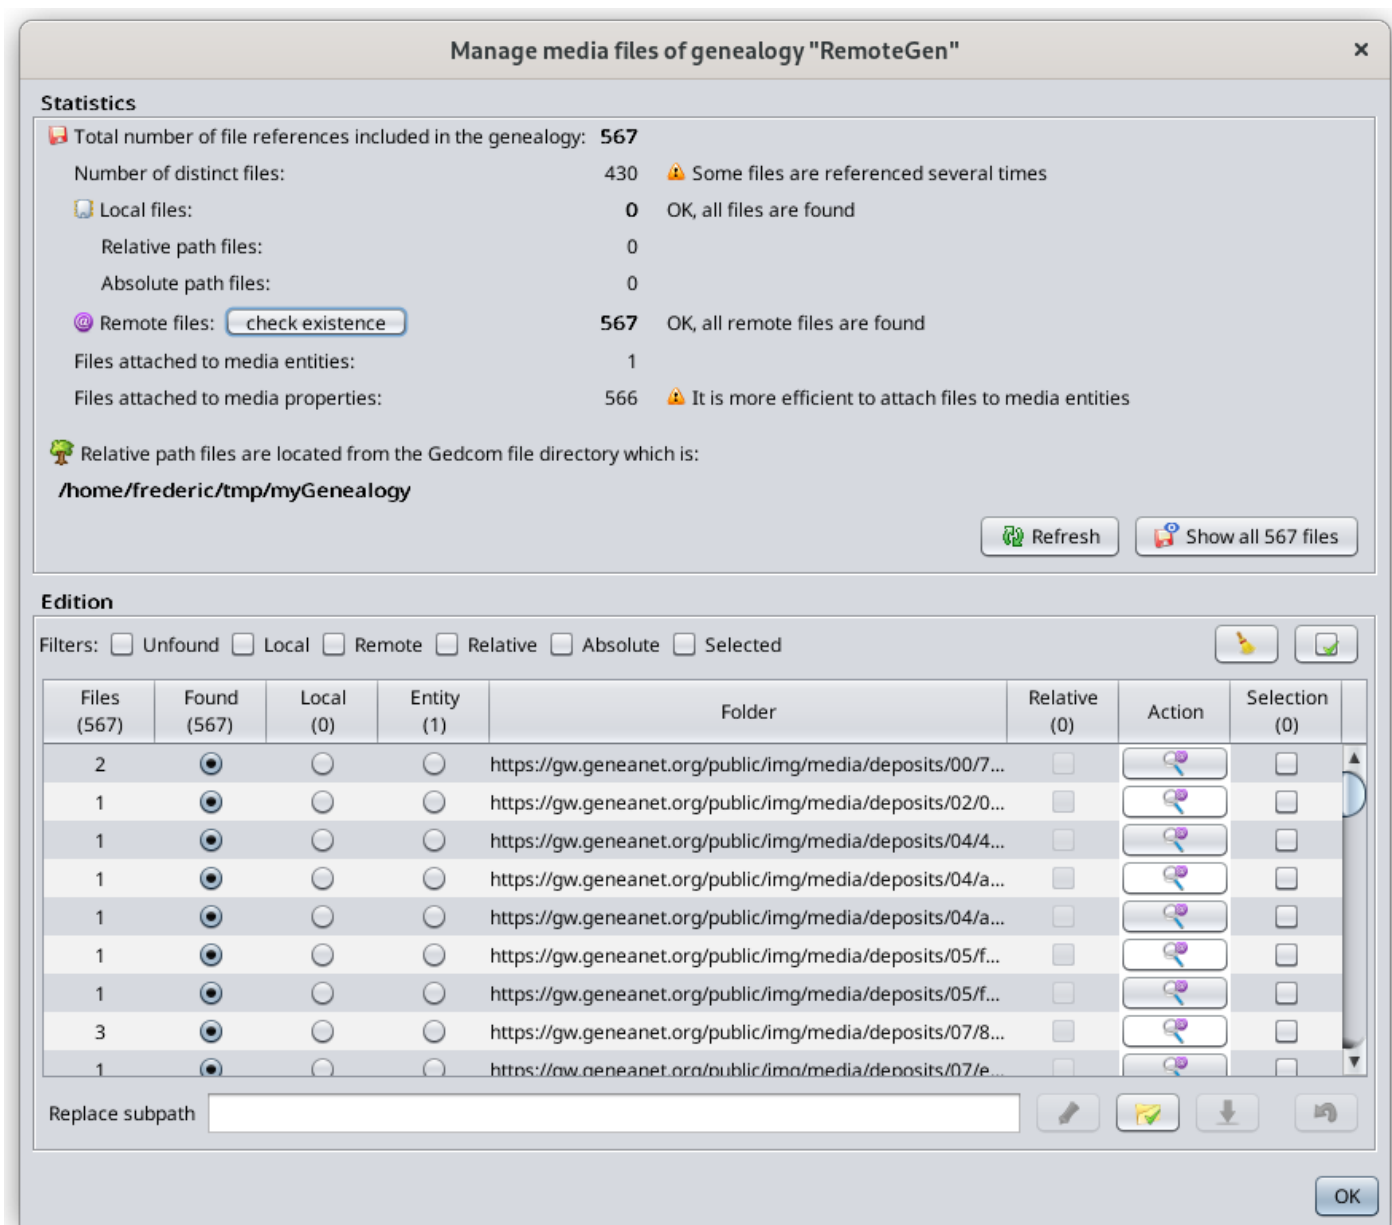 Manage media files of genealogy "RemoteGen"
Statistics
Total number of file references included in the genealogy: 567
Number of distinct files: 430 Some files are referenced several times
Local files: 0 OK, all files are found
Relative path files: 0
Absolute path files: 0
Remote files: check existence 567 OK, all remote files are found
Files attached to media entities: 1
Files attached to media properties: 566 It is more efficient to attach files to media entities
Relative path files are located from the Gedcom file directory which is:
/home/frederic/tmp/myGenealogy
Refresh Show all 567 files
Edition
Filters: Unfound Local Remote Relative Absolute Selected
Files Found Local Entity Folder Relative Action Selection
(567) (567) (0) (1) (0) (0)
2 https://gw.geneanet.org/public/img/media/deposits/00/7...
1 https://gw.geneanet.org/public/img/media/deposits/02/0...
1 https://gw.geneanet.org/public/img/media/deposits/04/4...
1 https://gw.geneanet.org/public/img/media/deposits/04/a...
1 https://gw.geneanet.org/public/img/media/deposits/04/a...
1 https://gw.geneanet.org/public/img/media/deposits/05/f...
1 https://gw.geneanet.org/public/img/media/deposits/05/f...
3 https://gw.geneanet.org/public/img/media/deposits/07/8...
1 https://gw.geneanet.org/public/img/media/deposits/07/e...
Replace subpath
OK